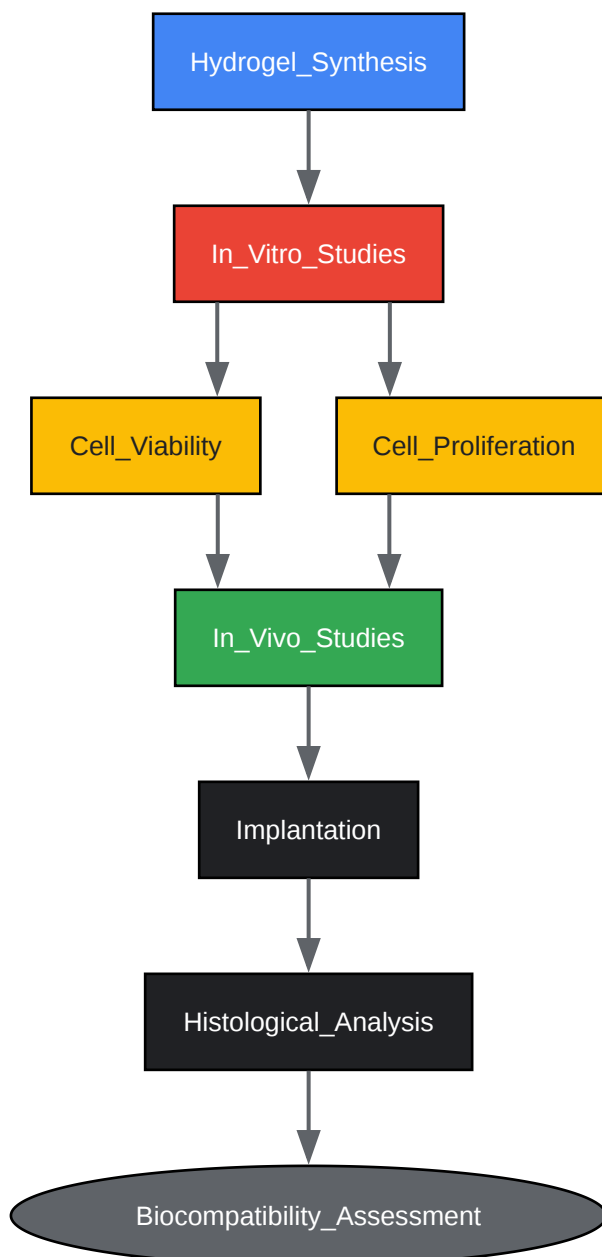 Hydrogel_Synthesis
In_Vitro_Studies
Cell_Viability
Cell_Proliferation
In_Vivo_Studies
Implantation
Histological_Analysis
Biocompatibility_Assessment